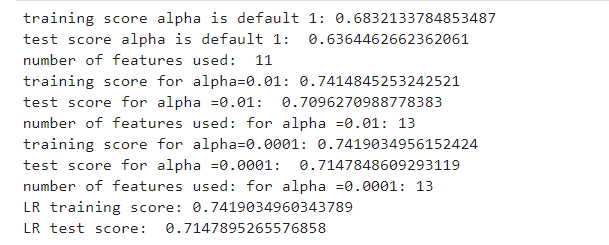 training score alpha is default 1: 0.6832133784853487
test score alpha is default 1:  0.6364462662362061
number of features used:  11
training score for alpha=0.01: 0.7414845253242521
test score for alpha =0.01:  0.7096270988778383
number of features used: for alpha =0.01: 13
training score for alpha=0.0001: 0.7419034956152424
test score for alpha =0.0001:  0.7147848609293119
number of features used: for alpha =0.0001: 13
LR training score: 0.7419034960343789
LR test score:  0.7147895265576858